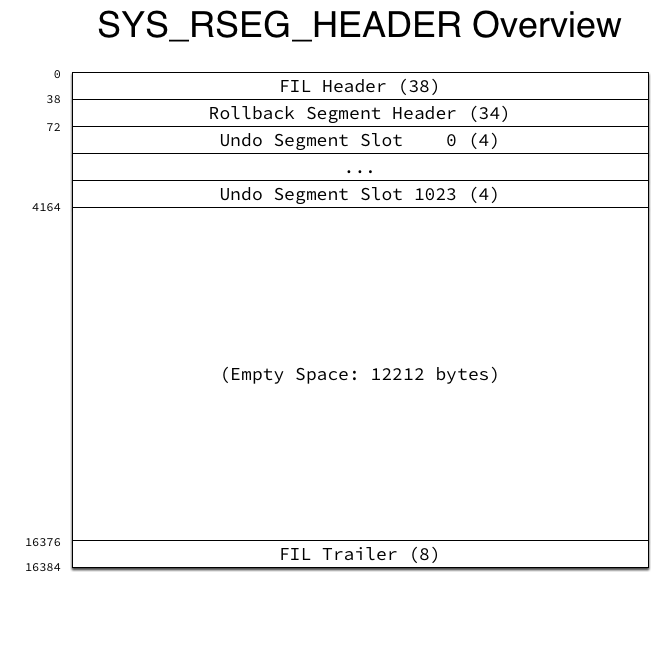 SYS_RSEG_HEADER Overview
0
FIL Header (38)
38
Rollback Segment Header (34)
72
Undo Segment Slot    0 (4)
...
Undo Segment Slot 1023 (4)
4164
(Empty Space: 12212 bytes)
16376
FIL Trailer (8)
16384